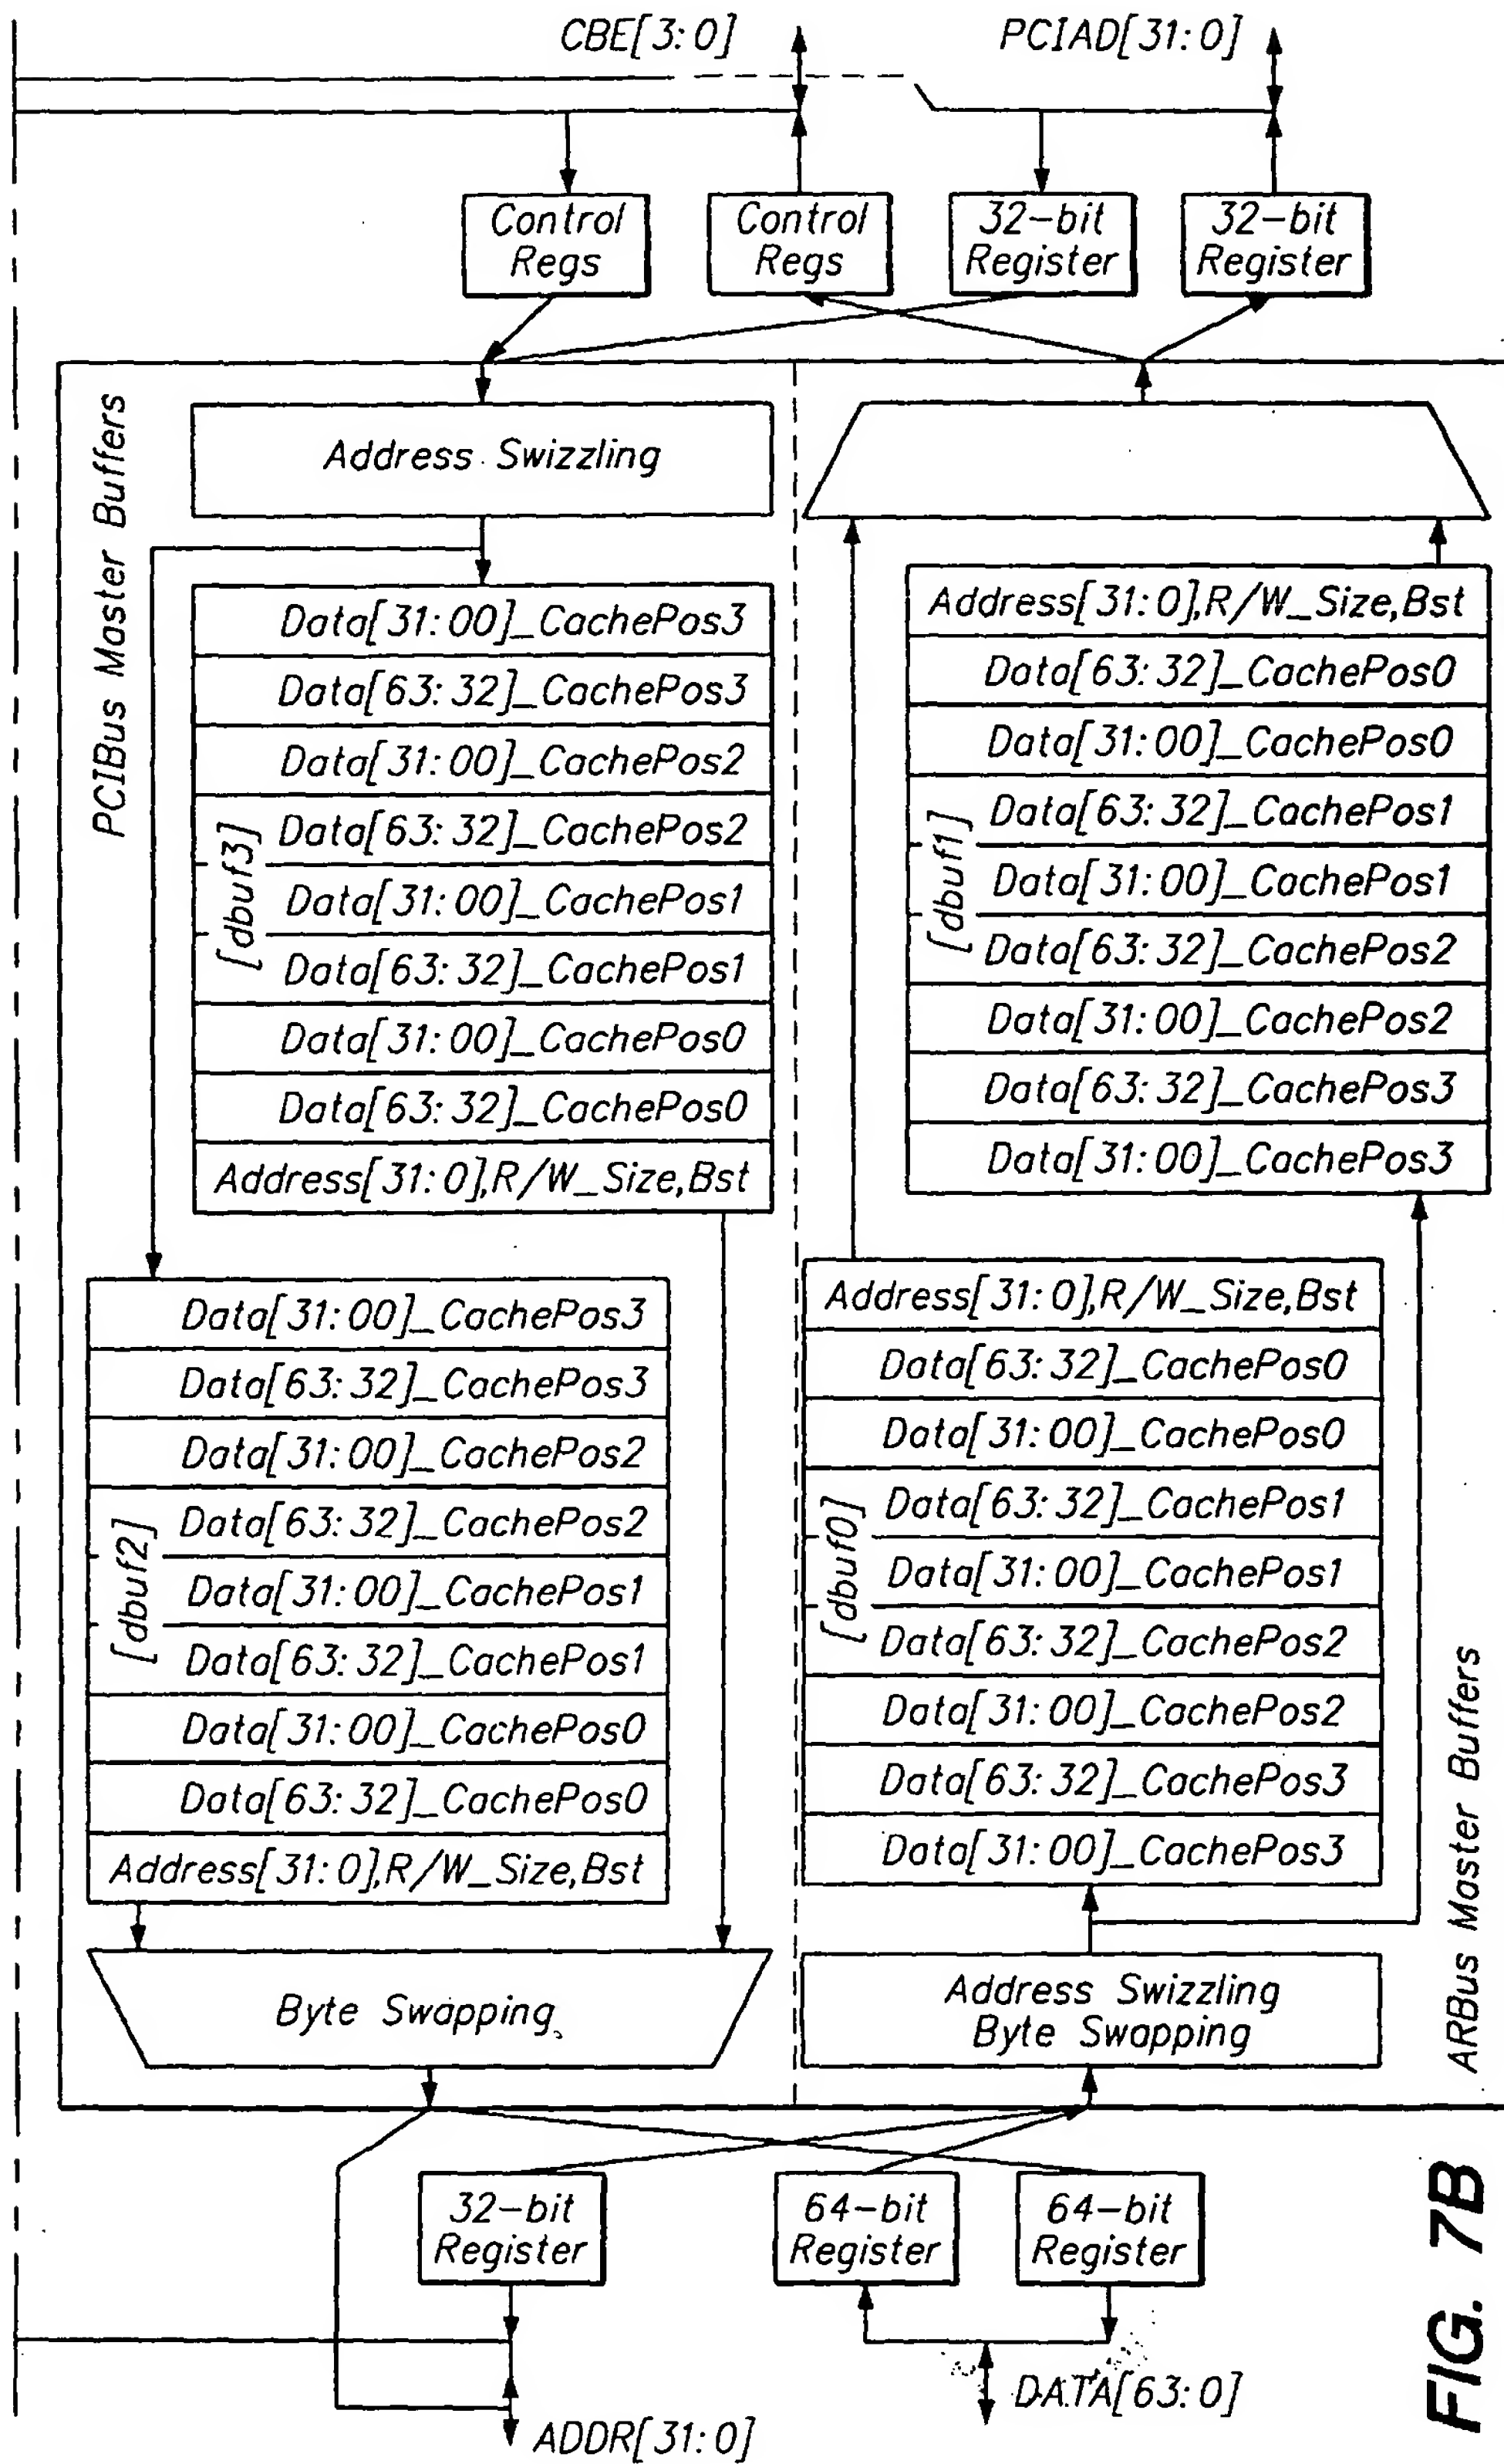 CBE[3:0]
PCIAD[31:0]
Control
Regs
Control
Regs
32-bit
Register
32-bit
Register
PCIBus Master Buffers
Address Swizzling
Data[31:00]_CachePos3
Data[63:32]_CachePos3
Data[31:00]_CachePos2
Data[63:32]_CachePos2
[dbuf3]
Data[31:00]_CachePos1
Data[63:32]_CachePos1
Data[31:00]_CachePos0
Data[63:32]_CachePos0
Address[31:0],R/W_Size,Bst
Address[31:0],R/W_Size,Bst
Data[63:32]_CachePos0
Data[31:00]_CachePos0
Data[63:32]_CachePos1
[dbuf1]
Data[31:00]_CachePos1
Data[63:32]_CachePos2
Data[31:00]_CachePos2
Data[63:32]_CachePos3
Data[31:00]_CachePos3
Data[31:00]_CachePos3
Data[63:32]_CachePos3
Data[31:00]_CachePos2
Data[63:32]_CachePos2
[dbuf2]
Data[31:00]_CachePos1
Data[63:32]_CachePos1
Data[31:00]_CachePos0
Data[63:32]_CachePos0
Address[31:0],R/W_Size,Bst
Address[31:0],R/W_Size,Bst
Data[63:32]_CachePos0
Data[31:00]_CachePos0
Data[63:32]_CachePos1
[dbuf0]
Data[31:00]_CachePos1
Data[63:32]_CachePos2
Data[31:00]_CachePos2
Data[63:32]_CachePos3
Data[31:00]_CachePos3
Byte Swapping
Address Swizzling
Byte Swapping
ARBus Master Buffers
32-bit
Register
64-bit
Register
64-bit
Register
ADDR[31:0]
DATA[63:0]
FIG. 7B